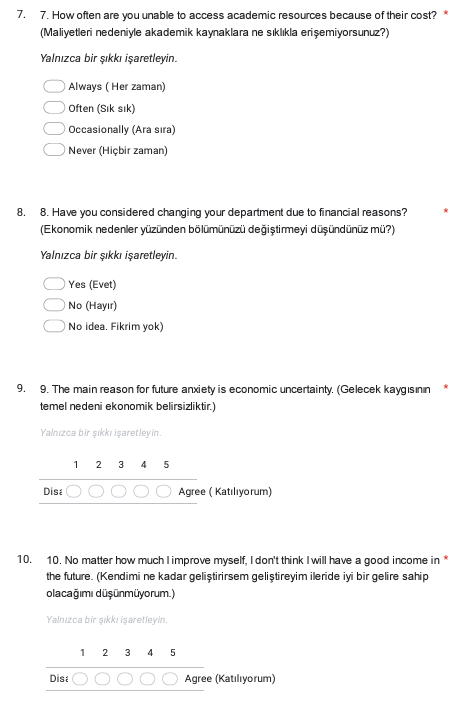 7. 7. How often are you unable to access academic resources because of their cost? *
(Maliyetleri nedeniyle akademik kaynaklara ne sıklıkla erişemiyorsunuz?)
Yalnızca bir şıkkı işaretleyin.
Always ( Her zaman)
Often (Sık sık)
Occasionally (Ara sıra)
Never (Hiçbir zaman)
8. 8. Have you considered changing your department due to financial reasons? *
(Ekonomik nedenler yüzünden bölümünüzü değiştirmeyi düşündünüz mü?)
Yalnızca bir şıkkı işaretleyin.
Yes (Evet)
No (Hayır)
No idea. Fikrim yok)
9. 9. The main reason for future anxiety is economic uncertainty. (Gelecek kaygısının *
temel nedeni ekonomik belirsizliktir.)
Yalnızca bir şıkkı işaretleyin.
1 2 3 4 5
Disa Agree ( Katılıyorum)
10. 10. No matter how much I improve myself, I don't think I will have a good income in *
the future. (Kendimi ne kadar geliştirirsem geliştireyim ileride iyi bir gelire sahip
olacağımı düşünmüyorum.)
Yalnızca bir şıkkı işaretleyin.
1 2 3 4 5
Disa Agree (Katılıyorum)